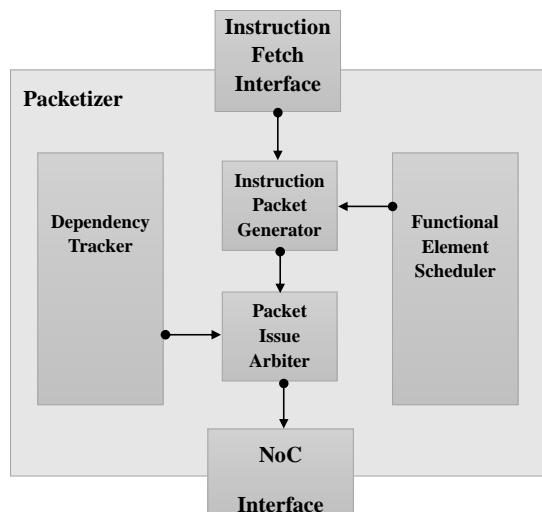 Instruction
Fetch
Interface
Packetizer
Instruction
Packet
Generator
Dependency
Tracker
Functional
Element
Scheduler
Packet
Issue
Arbiter
NoC
Interface